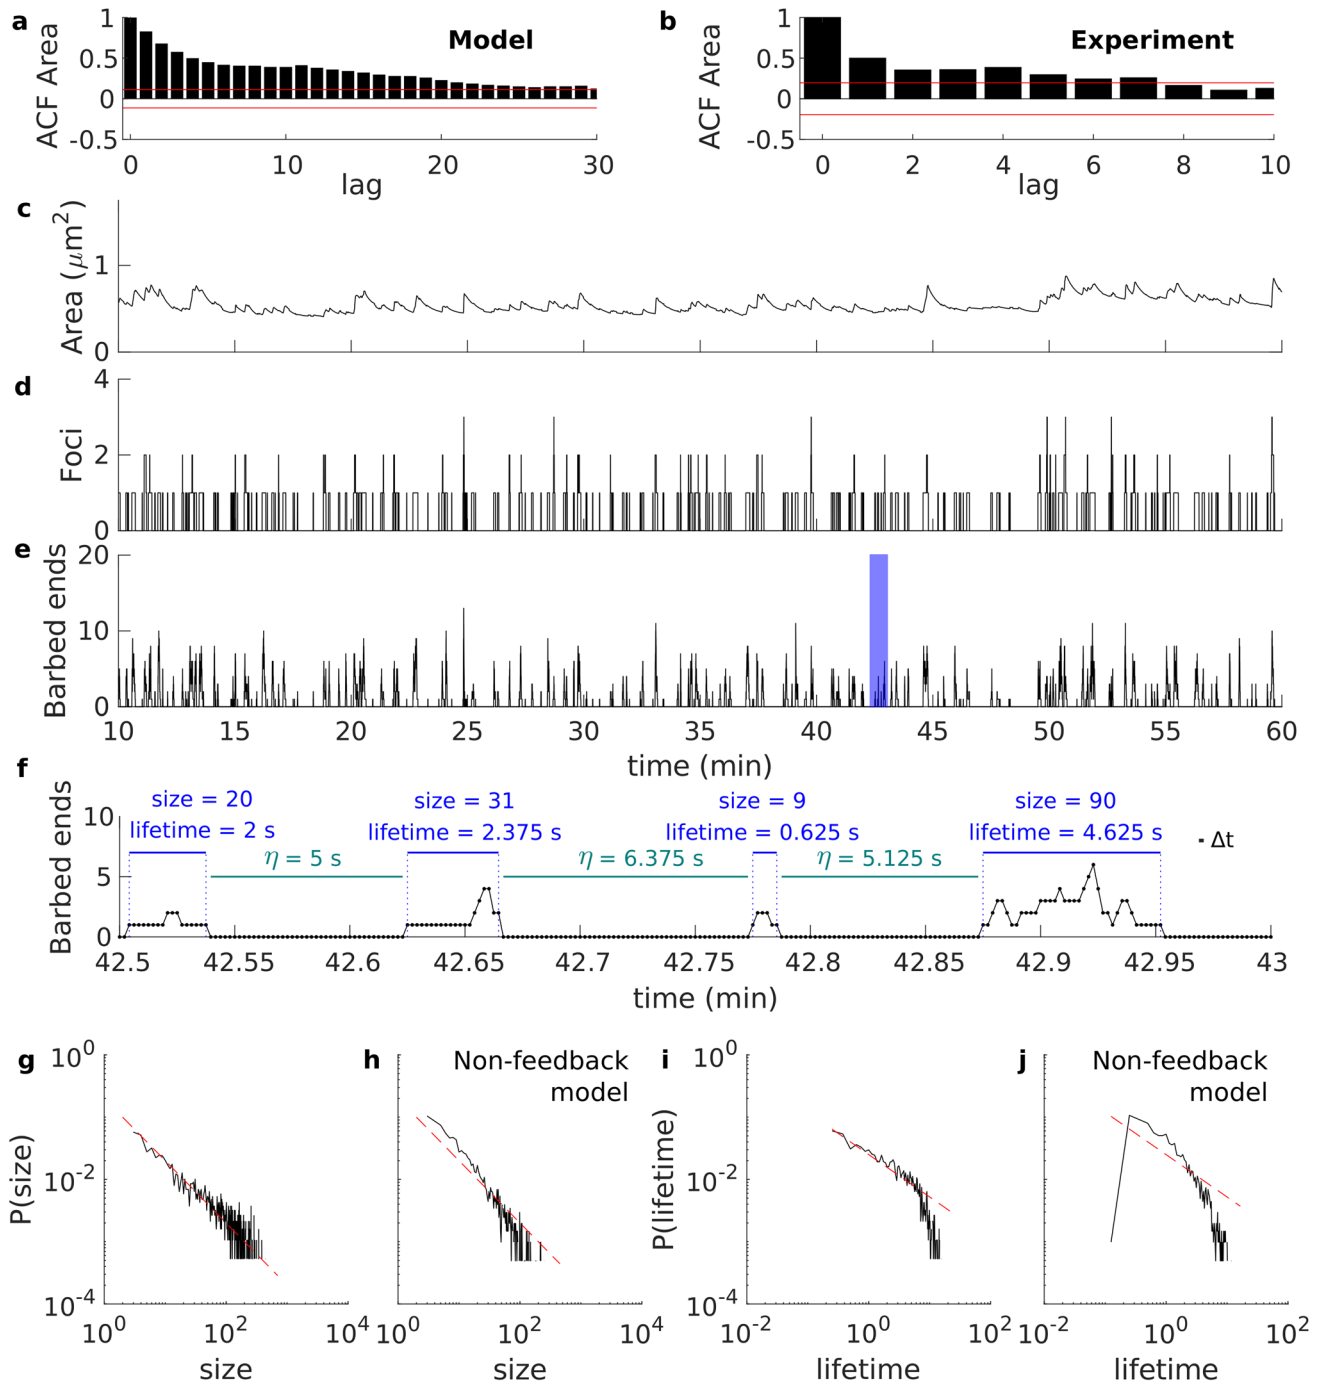 a
ACF Area
1
0.5
0
-0.5
Model
0
10
20
30
lag
b
ACF Area
1
0.5
0
-0.5
Experiment
0
2
4
6
8
10
lag
c
Area (μm²)
1
0
d
Foci
4
2
0
e
Barbed ends
20
10
0
10
15
20
25
30
35
40
45
50
55
60
time (min)
f
Barbed ends
10
5
0
size = 20
lifetime = 2 s
η = 5 s
size = 31
lifetime = 2.375 s
η = 6.375 s
size = 9
lifetime = 0.625 s
η = 5.125 s
size = 90
lifetime = 4.625 s
Δt
42.5
42.55
42.6
42.65
42.7
42.75
42.8
42.85
42.9
42.95
43
time (min)
g
P(size)
10⁰
10⁻²
10⁻⁴
10⁰
10²
10⁴
size
h
Non-feedback
model
10⁰
10²
10⁴
size
i
P(lifetime)
10⁰
10⁻²
10⁻⁴
10⁻²
10⁰
10²
lifetime
j
Non-feedback
model
10⁻²
10⁰
10²
lifetime